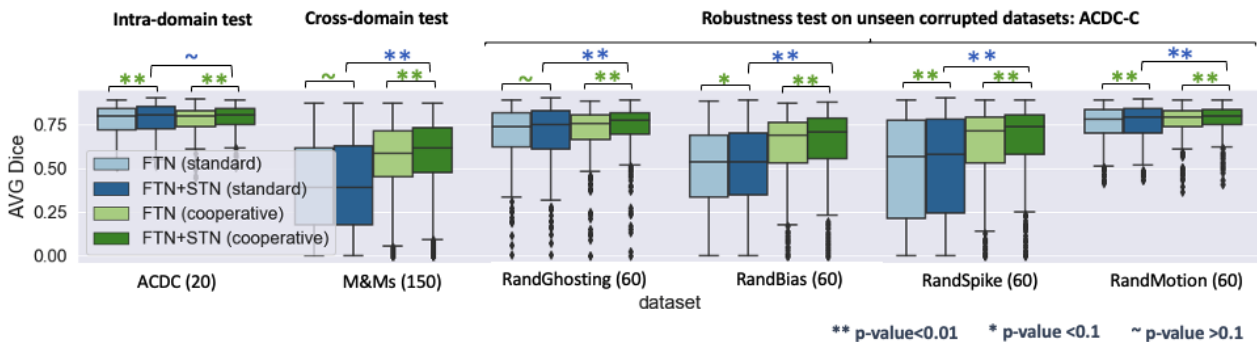 Intra-domain test
Cross-domain test
Robustness test on unseen corrupted datasets: ACDC-C
~ ** ** ** ** **
** ** ~ ** ~ ** * ** ** ** ** **
AVG Dice
0.75
0.50
0.25
0.00
FTN (standard)
FTN+STN (standard)
FTN (cooperative)
FTN+STN (cooperative)
ACDC (20)
M&Ms (150)
RandGhosting (60)
RandBias (60)
RandSpike (60)
RandMotion (60)
dataset
** p-value<0.01
* p-value <0.1
~ p-value >0.1